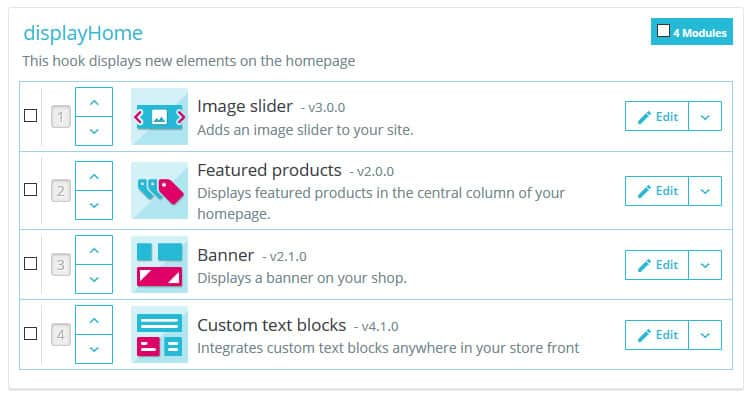 displayHome
4 Modules
This hook displays new elements on the homepage
1
Image slider - v3.0.0
Adds an image slider to your site.
Edit
2
Featured products - v2.0.0
Displays featured products in the central column of your
homepage.
Edit
3
Banner - v2.1.0
Displays a banner on your shop.
Edit
4
Custom text blocks - v4.1.0
Integrates custom text blocks anywhere in your store front
Edit